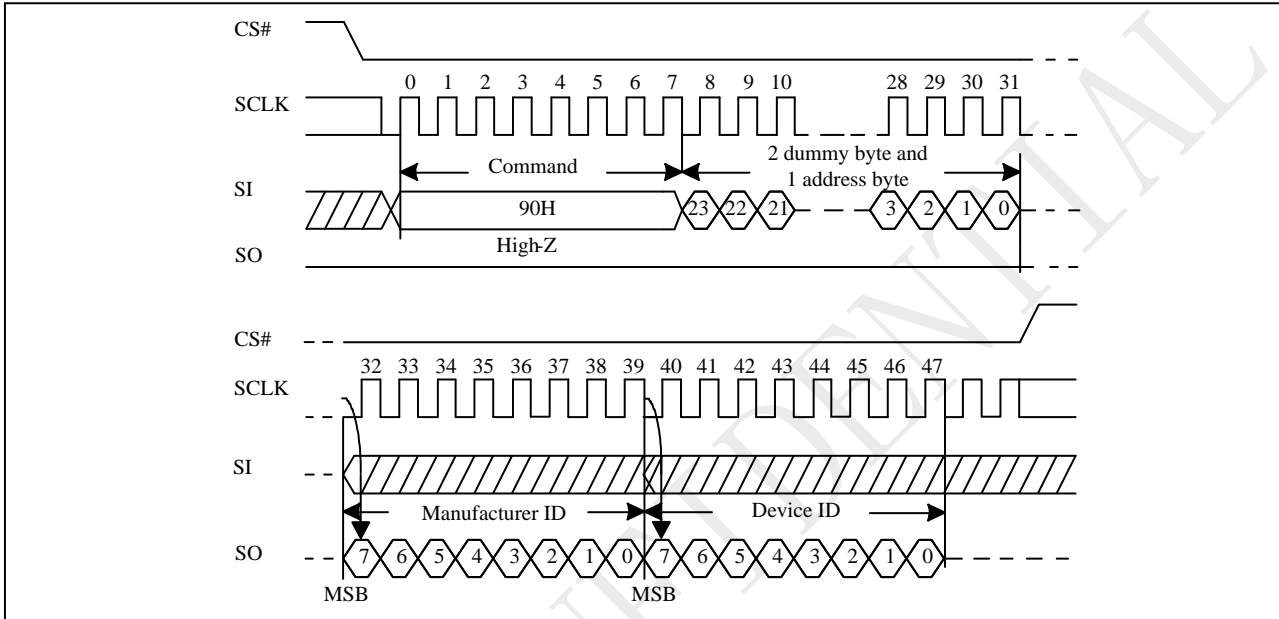 CS#
0 1 2 3 4 5 6 7 8 9 10 28 29 30 31
SCLK
Command
2 dummy byte and
1 address byte
SI
90H
23 22 21 3 2 1 0
High-Z
SO
CS#
32 33 34 35 36 37 38 39 40 41 42 43 44 45 46 47
SCLK
SI
Manufacturer ID
Device ID
SO
7 6 5 4 3 2 1 0 7 6 5 4 3 2 1 0
MSB
MSB